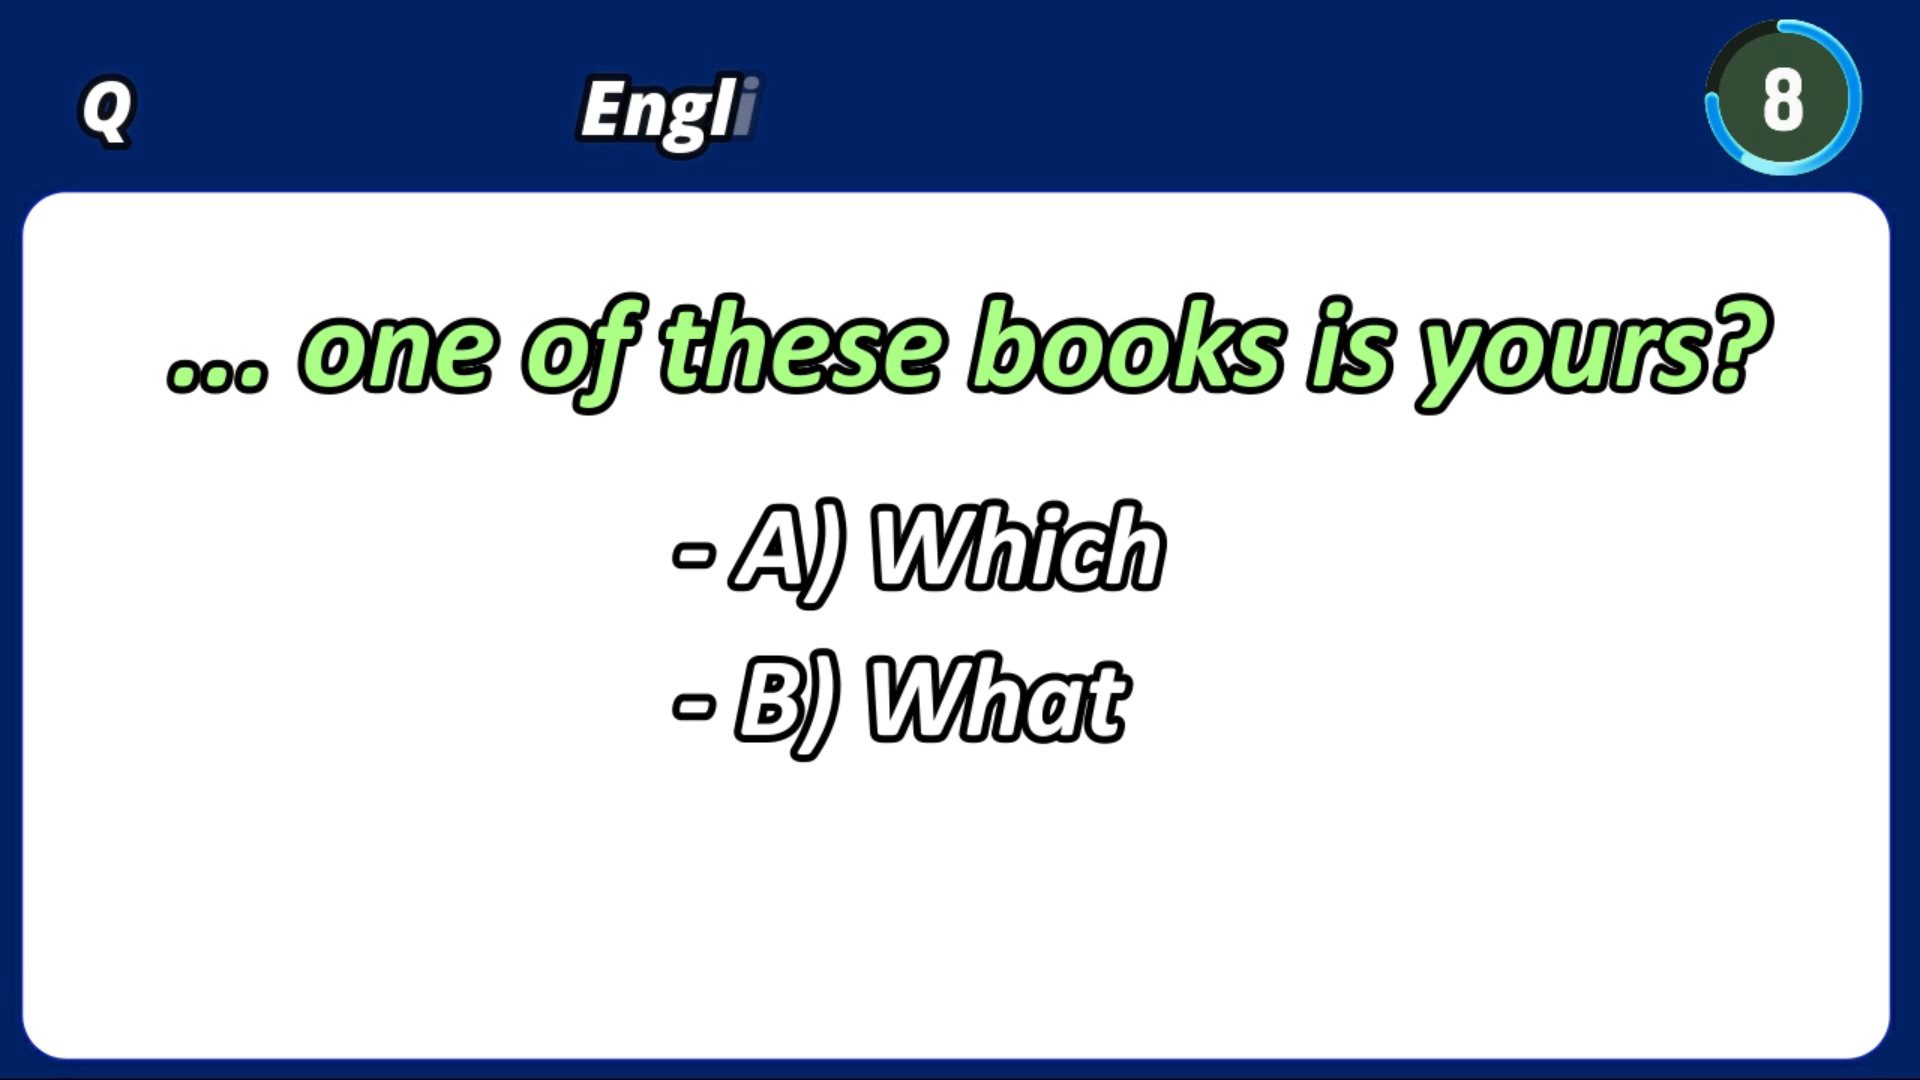 Q
Engli
8
... one of these books is yours?
- A) Which
- B) What